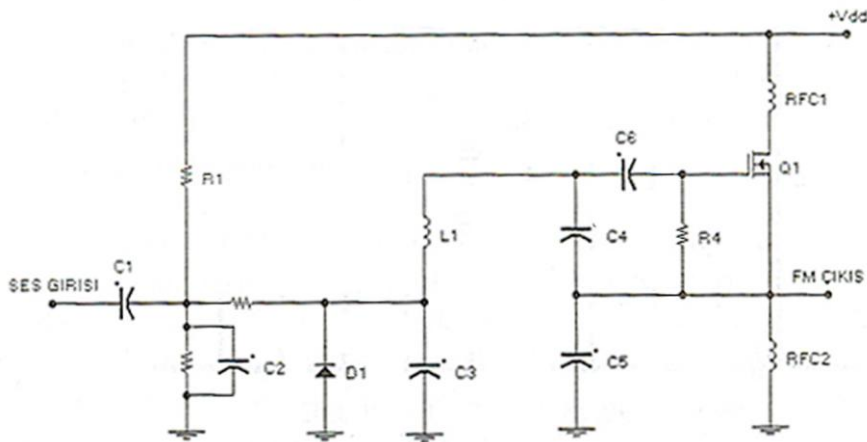 +Vdd
RFC1
C6
Q1
R1
L1
C4
R4
C1
SES GIRISI
FM ÇIKIS
C2
D1
C3
C5
RFC2